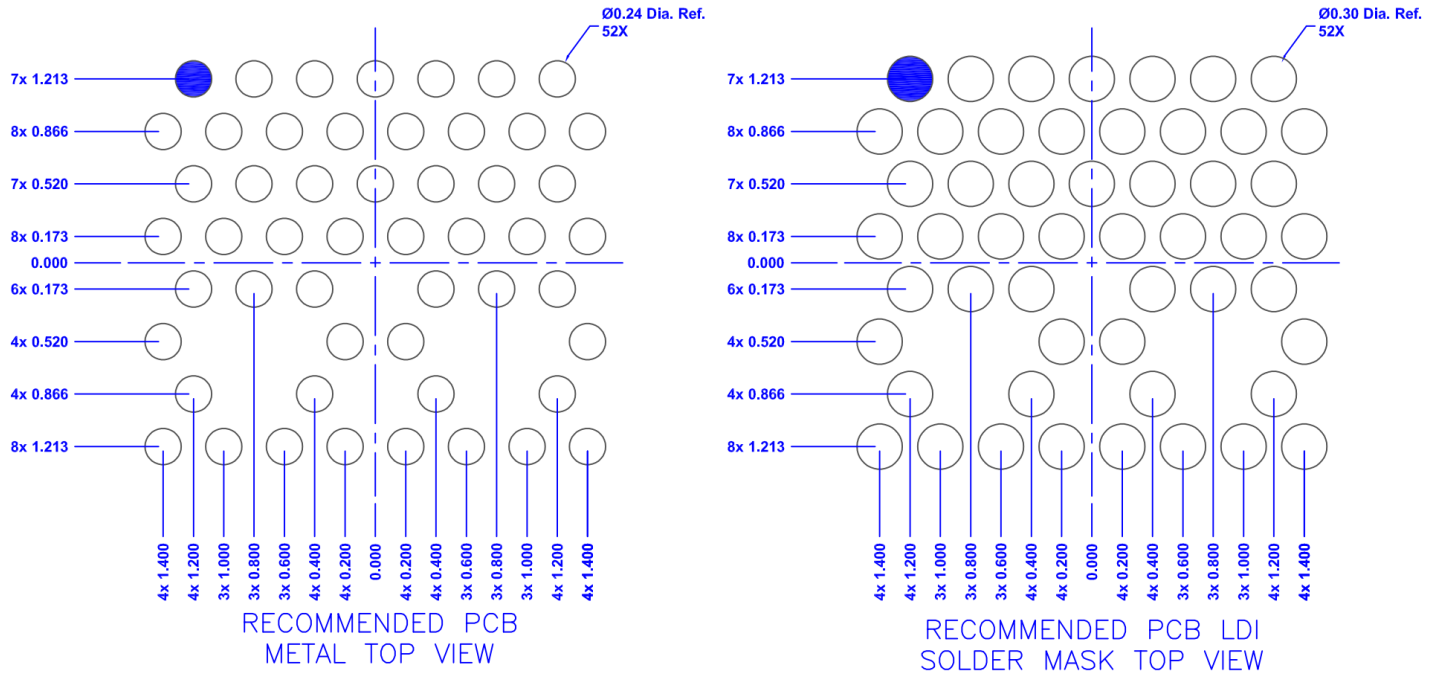 Ø0.24 Dia. Ref.
52X
7x 1.213
8x 0.866
7x 0.520
8x 0.173
0.000
6x 0.173
4x 0.520
4x 0.866
8x 1.213
4x 1.400
4x 1.200
3x 1.000
3x 0.800
3x 0.600
4x 0.400
4x 0.200
0.000
4x 0.200
4x 0.400
3x 0.600
3x 0.800
3x 1.000
4x 1.200
4x 1.400
RECOMMENDED PCB
METAL TOP VIEW
Ø0.30 Dia. Ref.
52X
7x 1.213
8x 0.866
7x 0.520
8x 0.173
0.000
6x 0.173
4x 0.520
4x 0.866
8x 1.213
4x 1.400
4x 1.200
3x 1.000
3x 0.800
3x 0.600
4x 0.400
4x 0.200
0.000
4x 0.200
4x 0.400
3x 0.600
3x 0.800
3x 1.000
4x 1.200
4x 1.400
RECOMMENDED PCB LDI
SOLDER MASK TOP VIEW